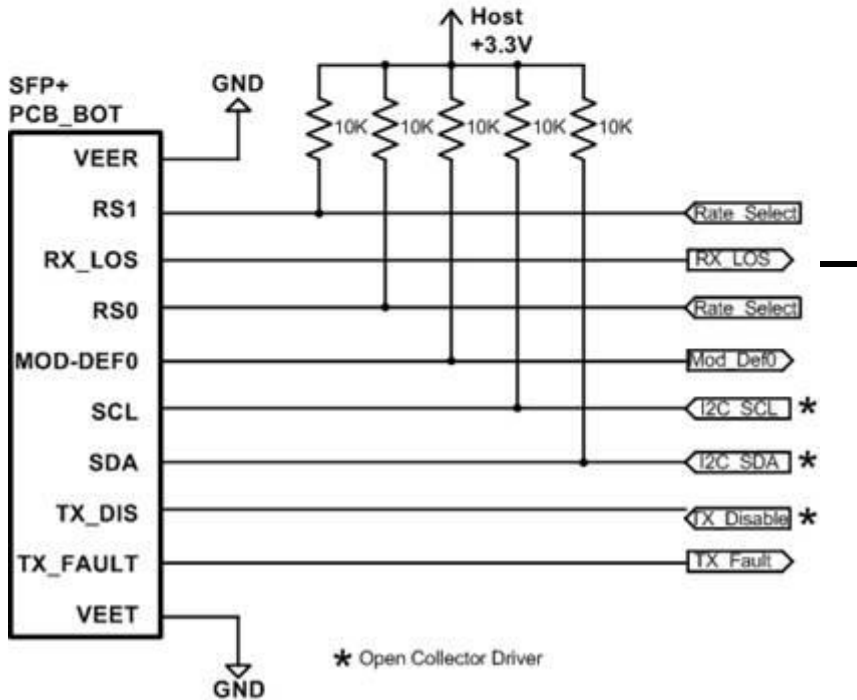 Host
+3.3V
SFP+
PCB_BOT
GND
10K 10K 10K 10K 10K
VEER
RS1 Rate_Select
RX_LOS RX_LOS
RS0 Rate_Select
MOD-DEF0 Mod_Def0
SCL I2C_SCL *
SDA I2C_SDA *
TX_DIS TX_Disable *
TX_FAULT TX_Fault
VEET
* Open Collector Driver
GND